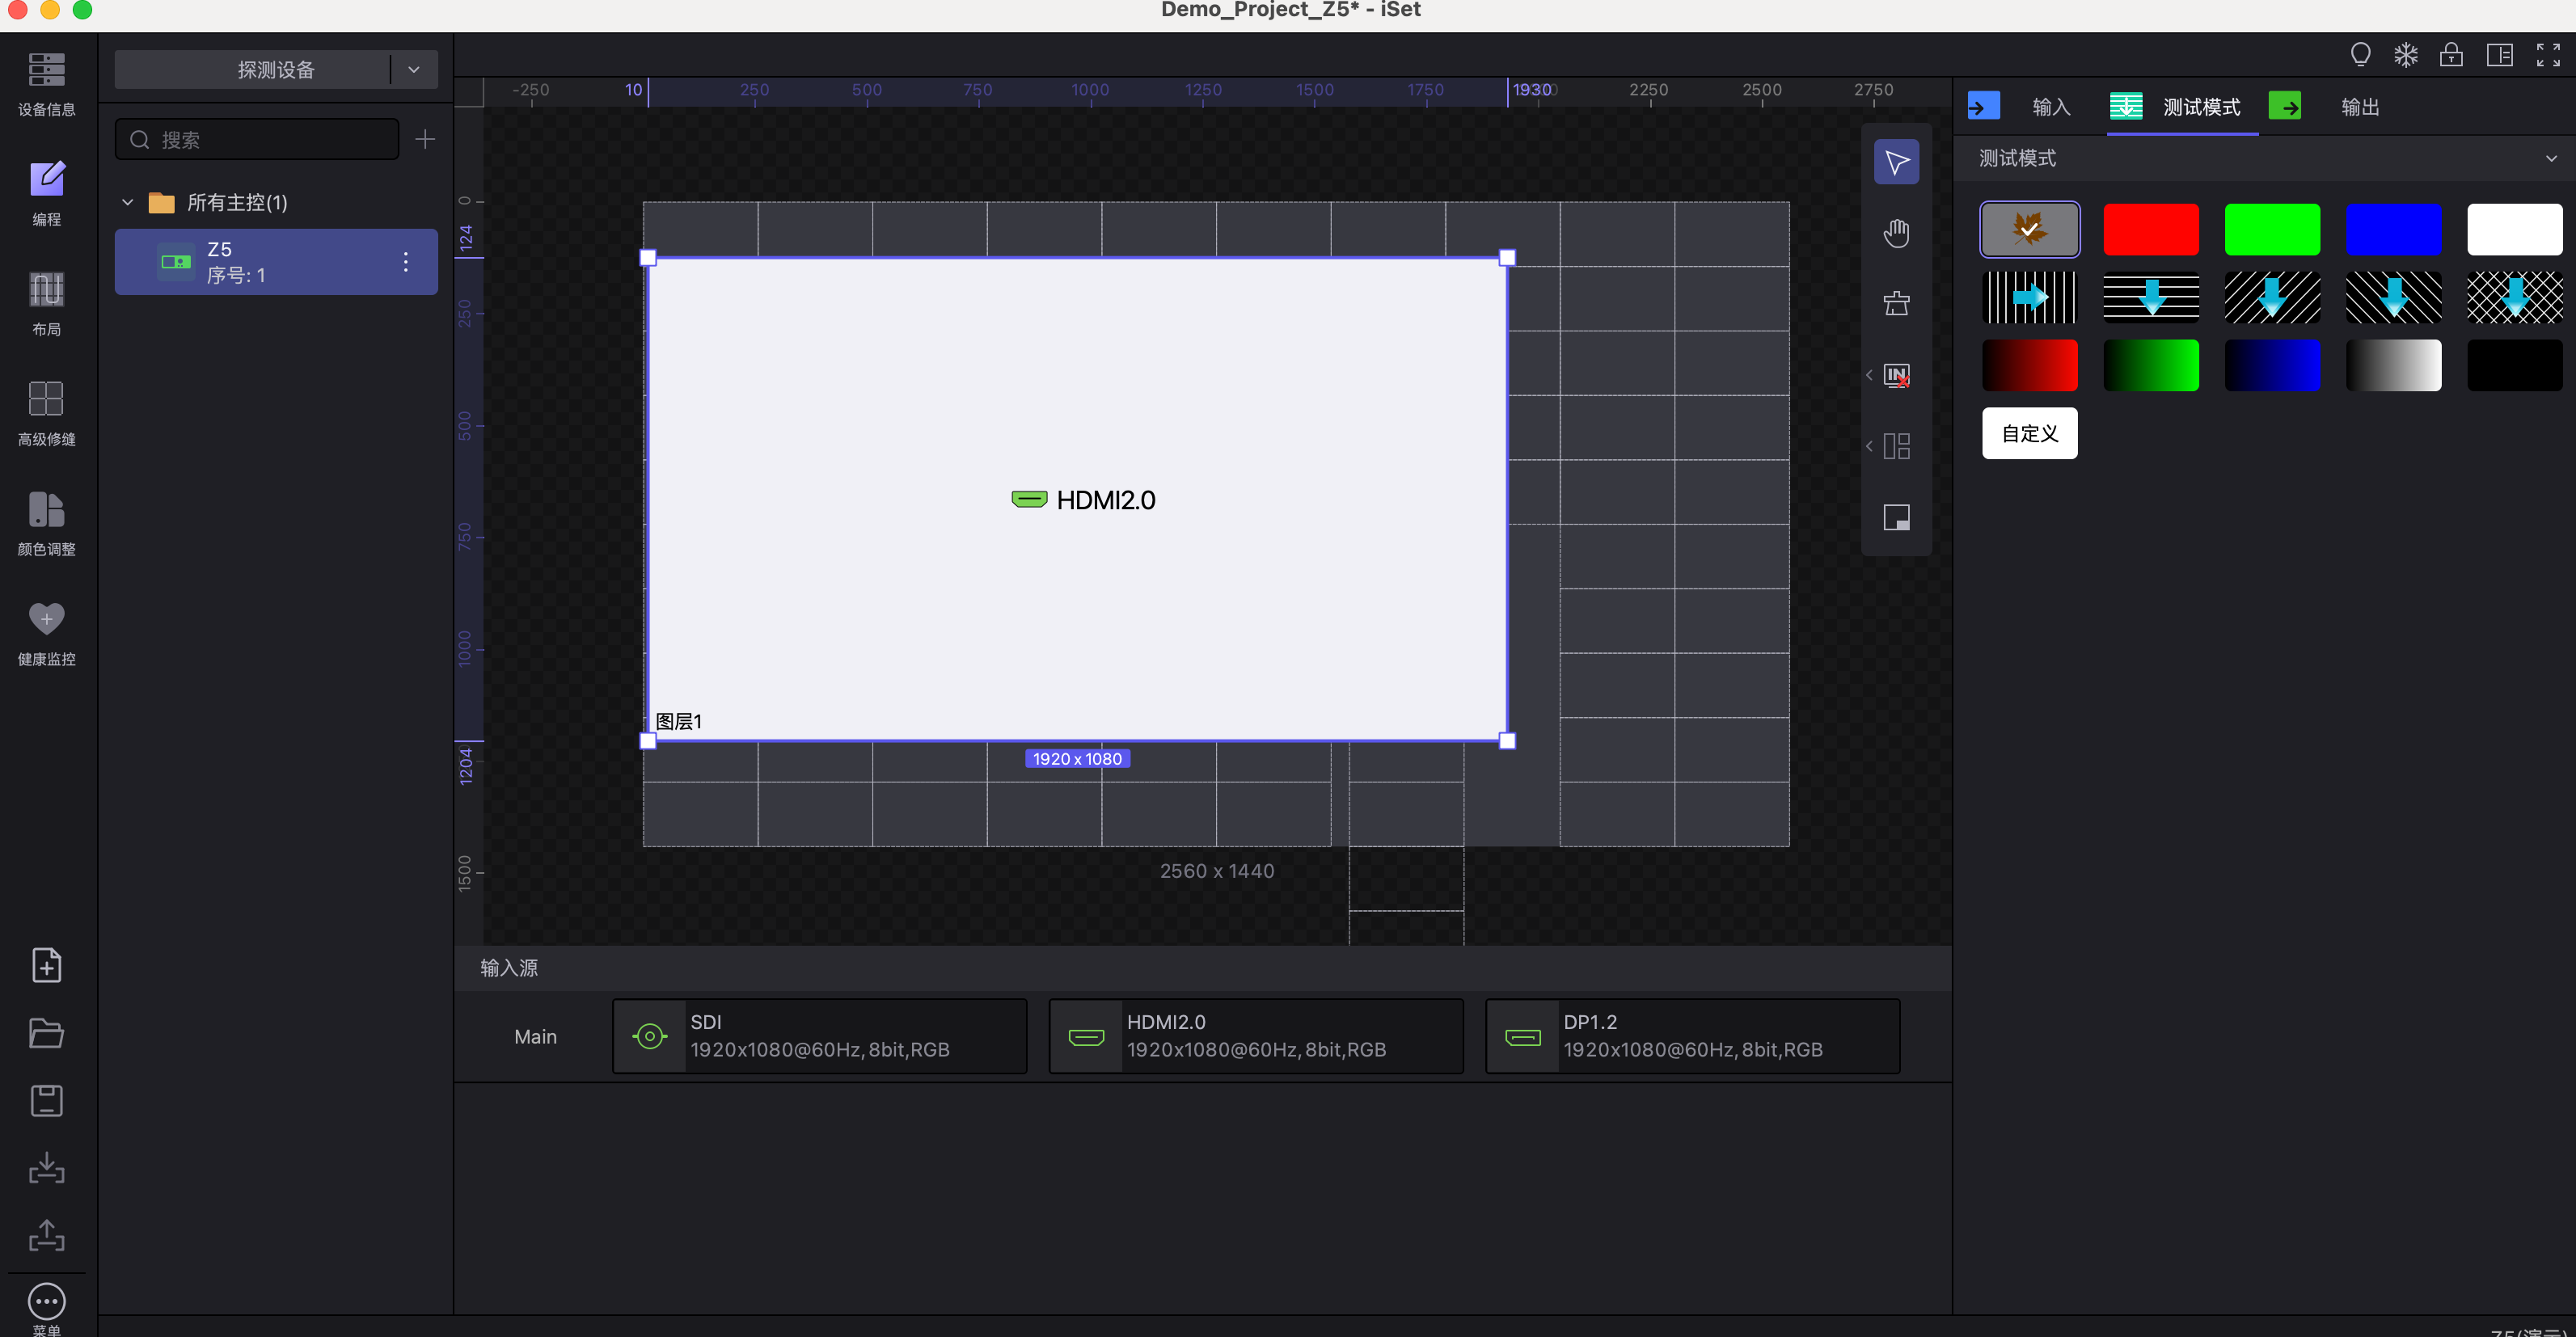 Demo_Project_Z5* - iSet
设备信息
编程
布局
高级修缝
颜色调整
健康监控
菜单
探测设备
搜索
所有主控(1)
Z5
序号: 1
-250
10
250
500
750
1000
1250
1500
1750
1930
2250
2500
2750
0
124
250
500
750
1000
1204
1500
HDMI2.0
图层1
1920 x 1080
2560 x 1440
IN
输入源
Main
SDI
1920x1080@60Hz, 8bit,RGB
HDMI2.0
1920x1080@60Hz, 8bit,RGB
DP1.2
1920x1080@60Hz, 8bit,RGB
输入
测试模式
输出
测试模式
自定义